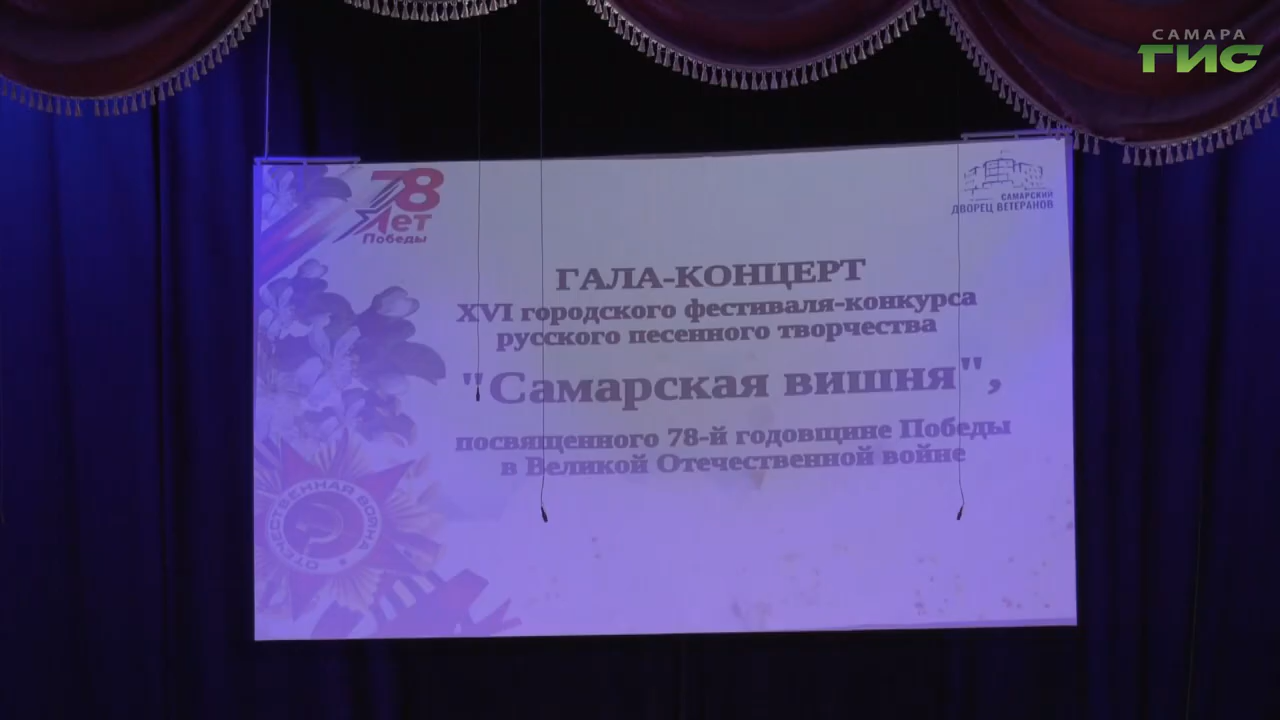 САМАРА
ГИС
78
Лет
Победы
САМАРСКИЙ
ДВОРЕЦ ВЕТЕРАНОВ
ГАЛА-КОНЦЕРТ
XVI городского фестиваля-конкурса
русского песенного творчества
"Самарская вишня",
посвященного 78-й годовщине Победы
в Великой Отечественной войне
ОТЕЧЕСТВЕННАЯ ВОЙНА